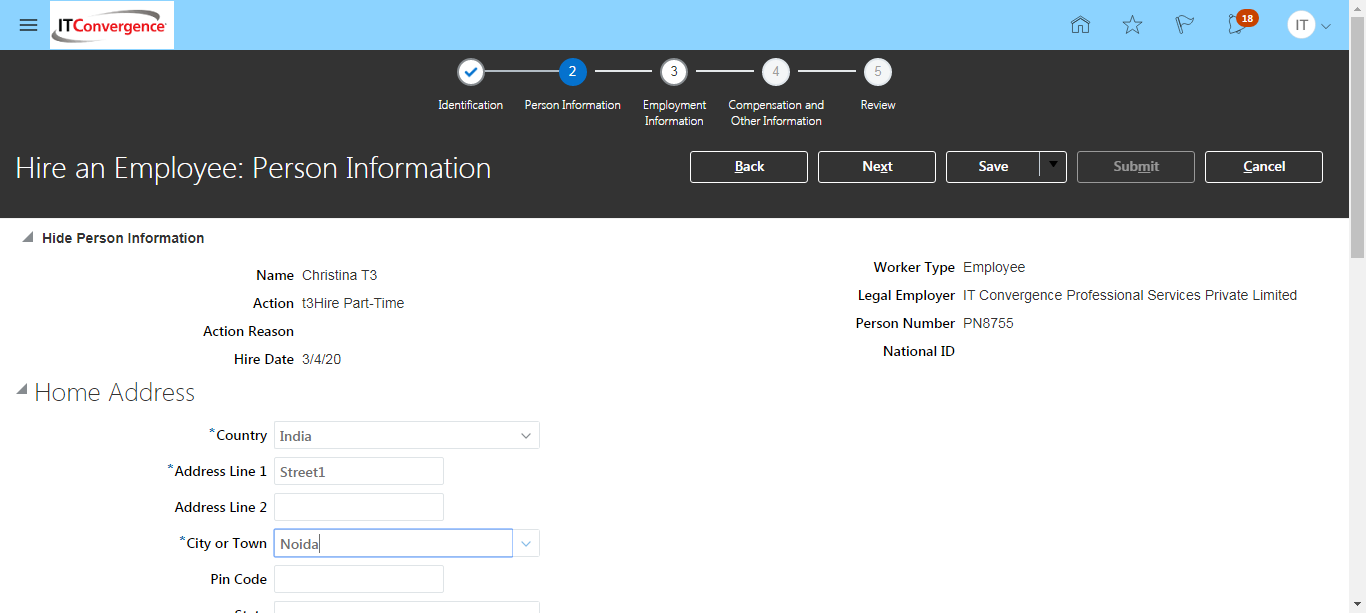 ITConvergence
18
IT
2
3
4
5
Identification
Person Information
Employment Information
Compensation and Other Information
Review
Hire an Employee: Person Information
Back
Next
Save
Submit
Cancel
Hide Person Information
Name Christina T3
Action t3Hire Part-Time
Action Reason
Hire Date 3/4/20
Worker Type Employee
Legal Employer IT Convergence Professional Services Private Limited
Person Number PN8755
National ID
Home Address
*Country India
*Address Line 1 Street1
Address Line 2
*City or Town Noida
Pin Code